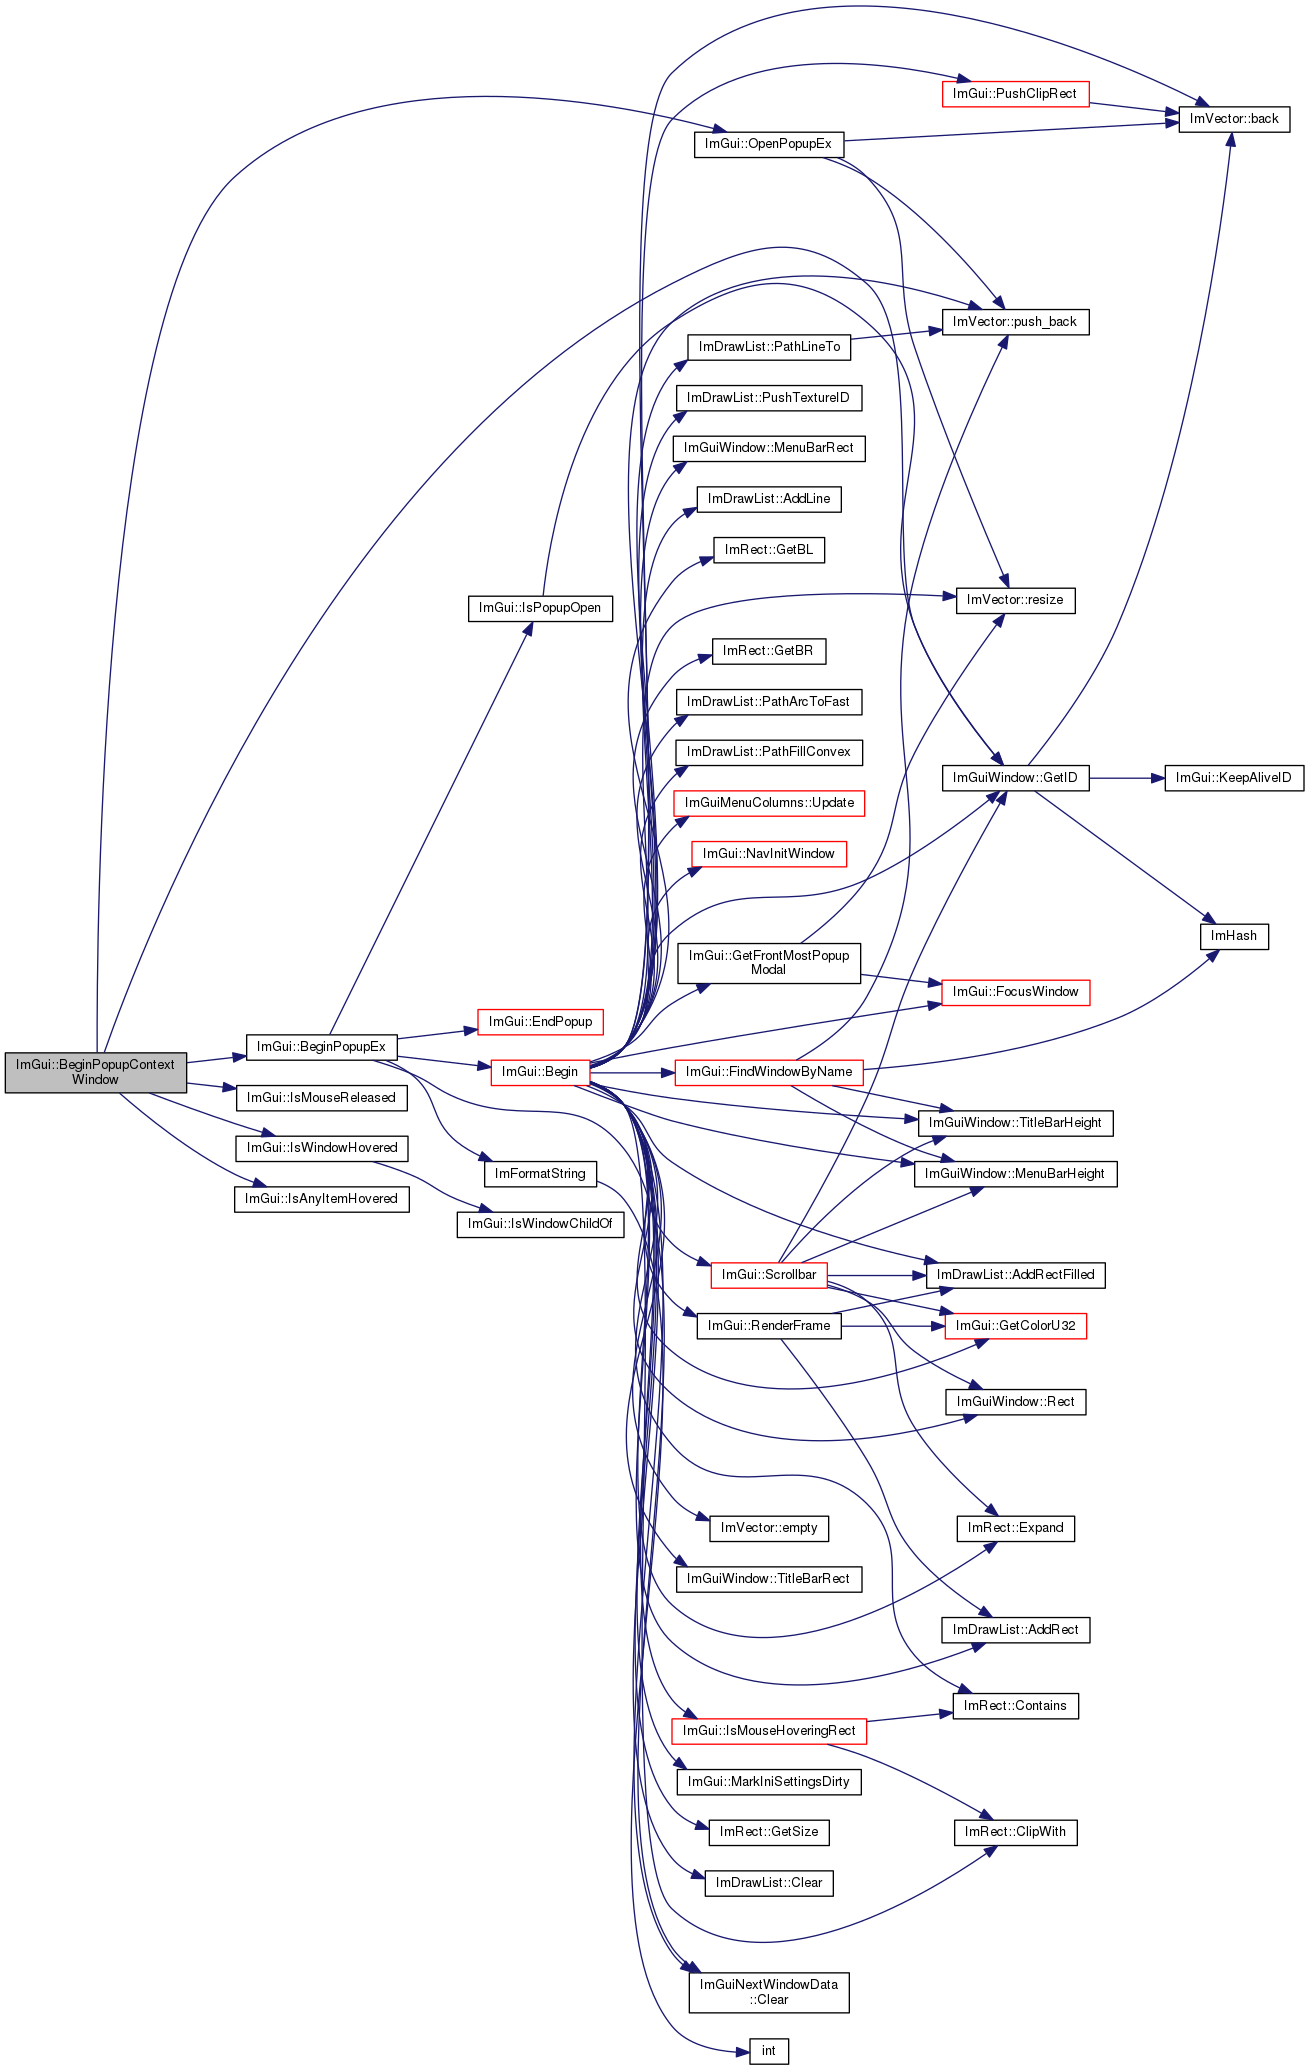 ImGui::PushClipRect
ImVector::back
ImGui::OpenPopupEx
ImVector::push_back
ImDrawList::PathLineTo
ImDrawList::PushTextureID
ImGuiWindow::MenuBarRect
ImDrawList::AddLine
ImRect::GetBL
ImVector::resize
ImGui::IsPopupOpen
ImRect::GetBR
ImDrawList::PathArcToFast
ImDrawList::PathFillConvex
ImGuiWindow::GetID
ImGui::KeepAliveID
ImGuiMenuColumns::Update
ImGui::NavInitWindow
ImHash
ImGui::GetFrontMostPopup
Modal
ImGui::FocusWindow
ImGui::EndPopup
ImGui::BeginPopupEx
ImGui::BeginPopupContext
Window
ImGui::Begin
ImGui::FindWindowByName
ImGui::IsMouseReleased
ImGuiWindow::TitleBarHeight
ImGui::IsWindowHovered
ImFormatString
ImGuiWindow::MenuBarHeight
ImGui::IsAnyItemHovered
ImGui::IsWindowChildOf
ImGui::Scrollbar
ImDrawList::AddRectFilled
ImGui::RenderFrame
ImGui::GetColorU32
ImGuiWindow::Rect
ImVector::empty
ImRect::Expand
ImGuiWindow::TitleBarRect
ImDrawList::AddRect
ImRect::Contains
ImGui::IsMouseHoveringRect
ImGui::MarkIniSettingsDirty
ImRect::GetSize
ImRect::ClipWith
ImDrawList::Clear
ImGuiNextWindowData
::Clear
int